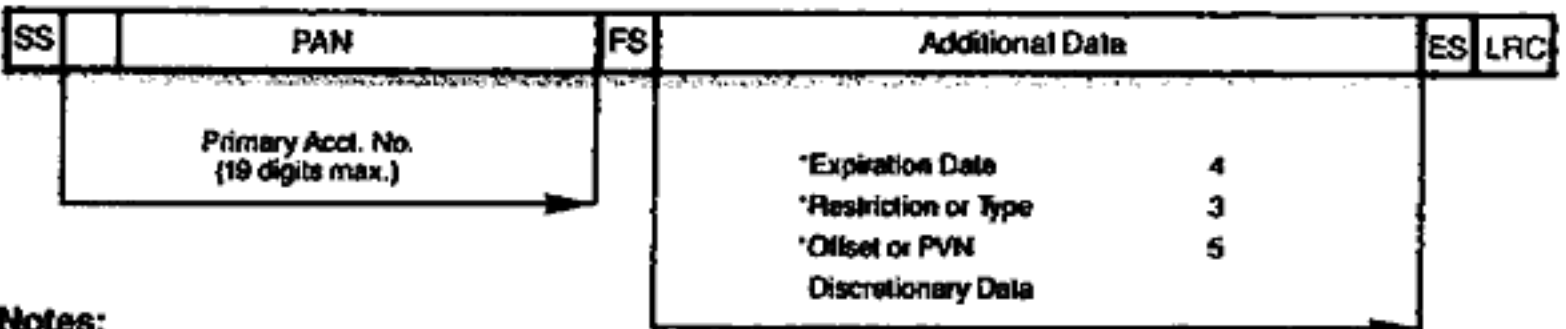 SS PAN FS Additional Data ES LRC
Primary Acct. No.
(19 digits max.)
*Expiration Date 4
*Restriction or Type 3
*Offset or PVN 5
Discretionary Data
Notes: